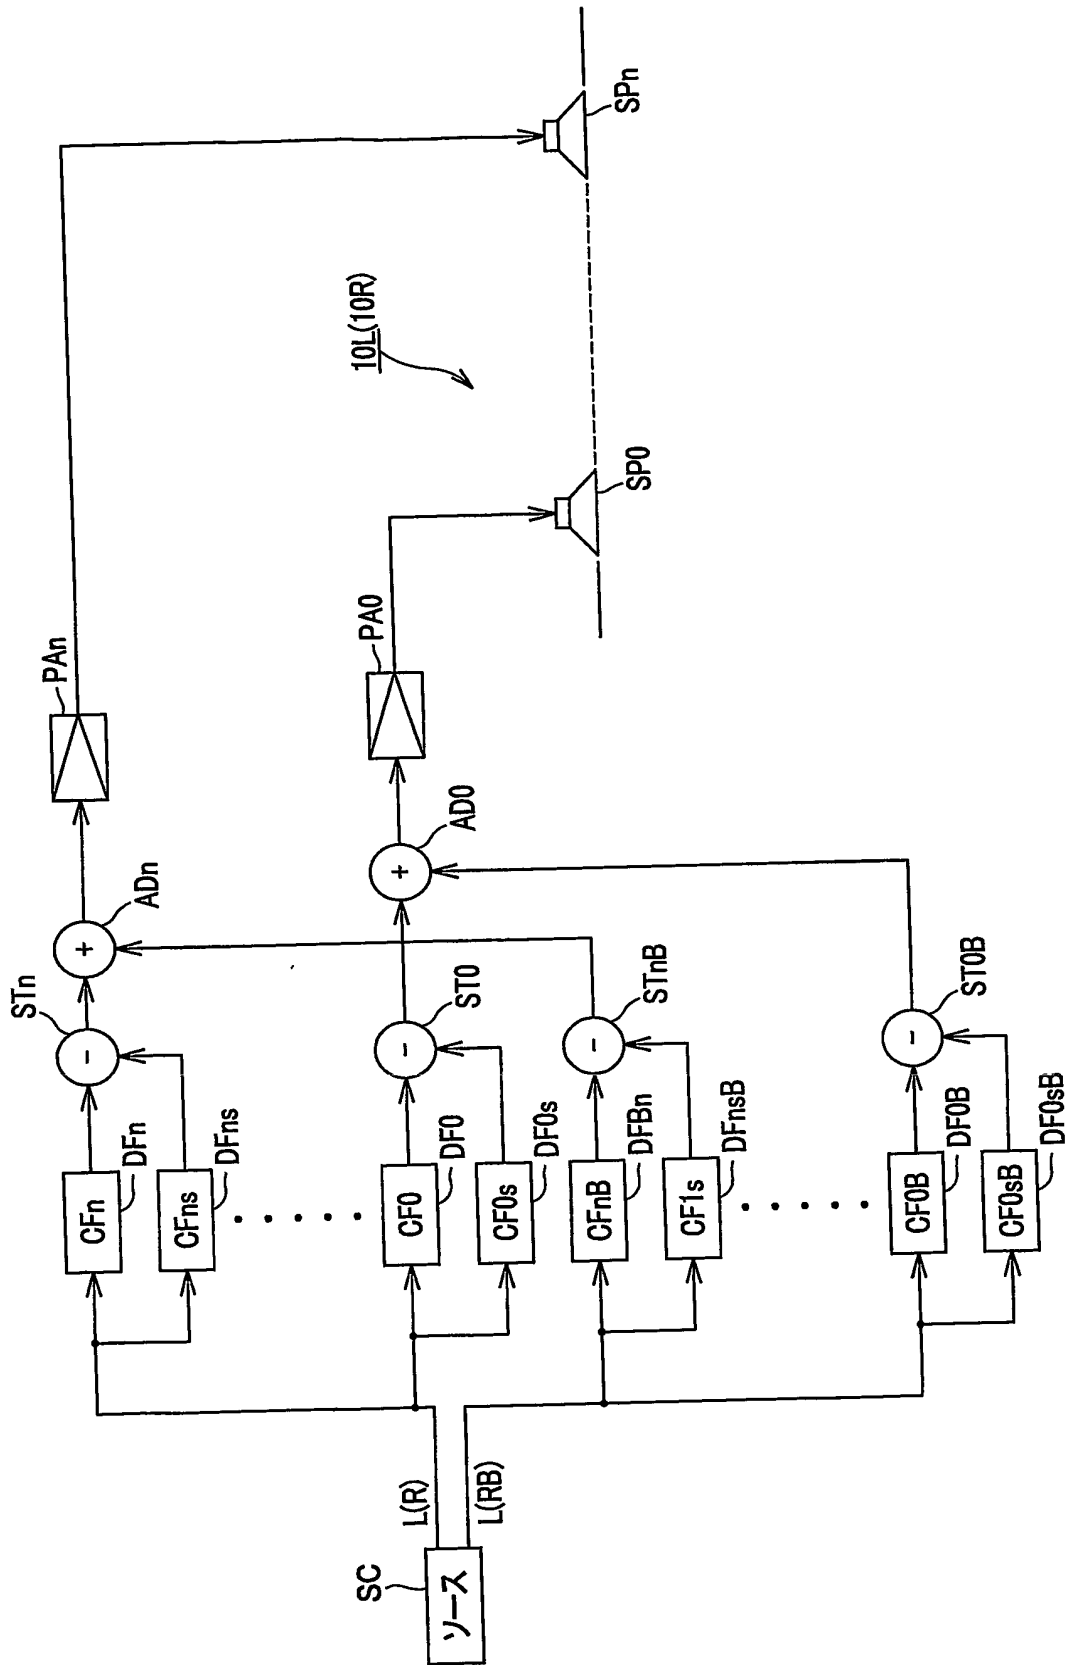 SC
ソース
L(R)
L(RB)
CFn
DFn
CFns
DFns
CF0
DF0
CF0s
DF0s
CFnB
DFBn
CF1s
DFnsB
CF0B
DF0B
CF0sB
DF0sB
STn
-
ST0
-
STnB
-
ST0B
-
ADn
+
AD0
+
PAn
PA0
10L(10R)
SP0
SPn